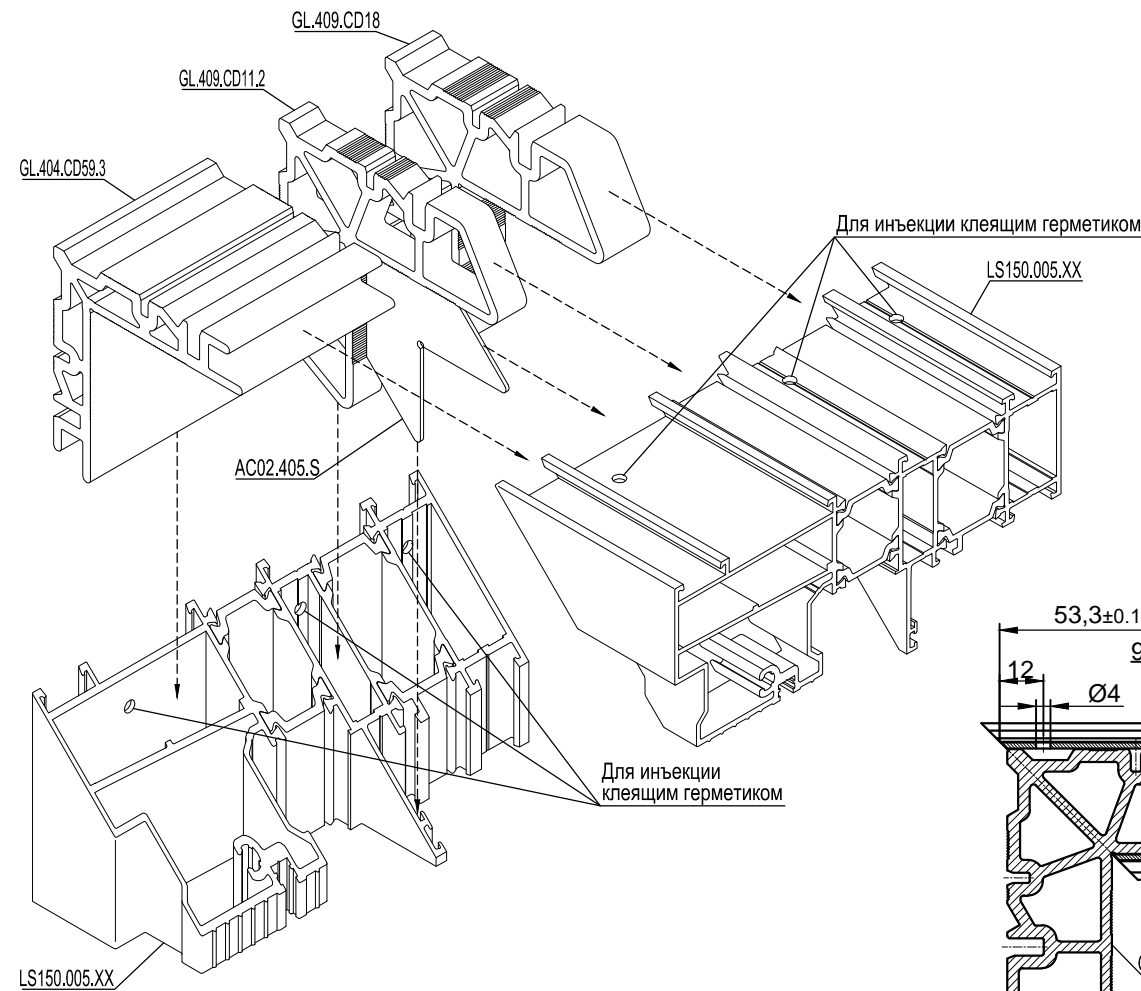 GL.409.CD18
GL.409.CD11.2
GL.404.CD59.3
Для инъекции клеящим герметиком
LS150.005.XX
AC02.405.S
53,3±0.1
12
Ø4
Для инъекции
клеящим герметиком
LS150.005.XX